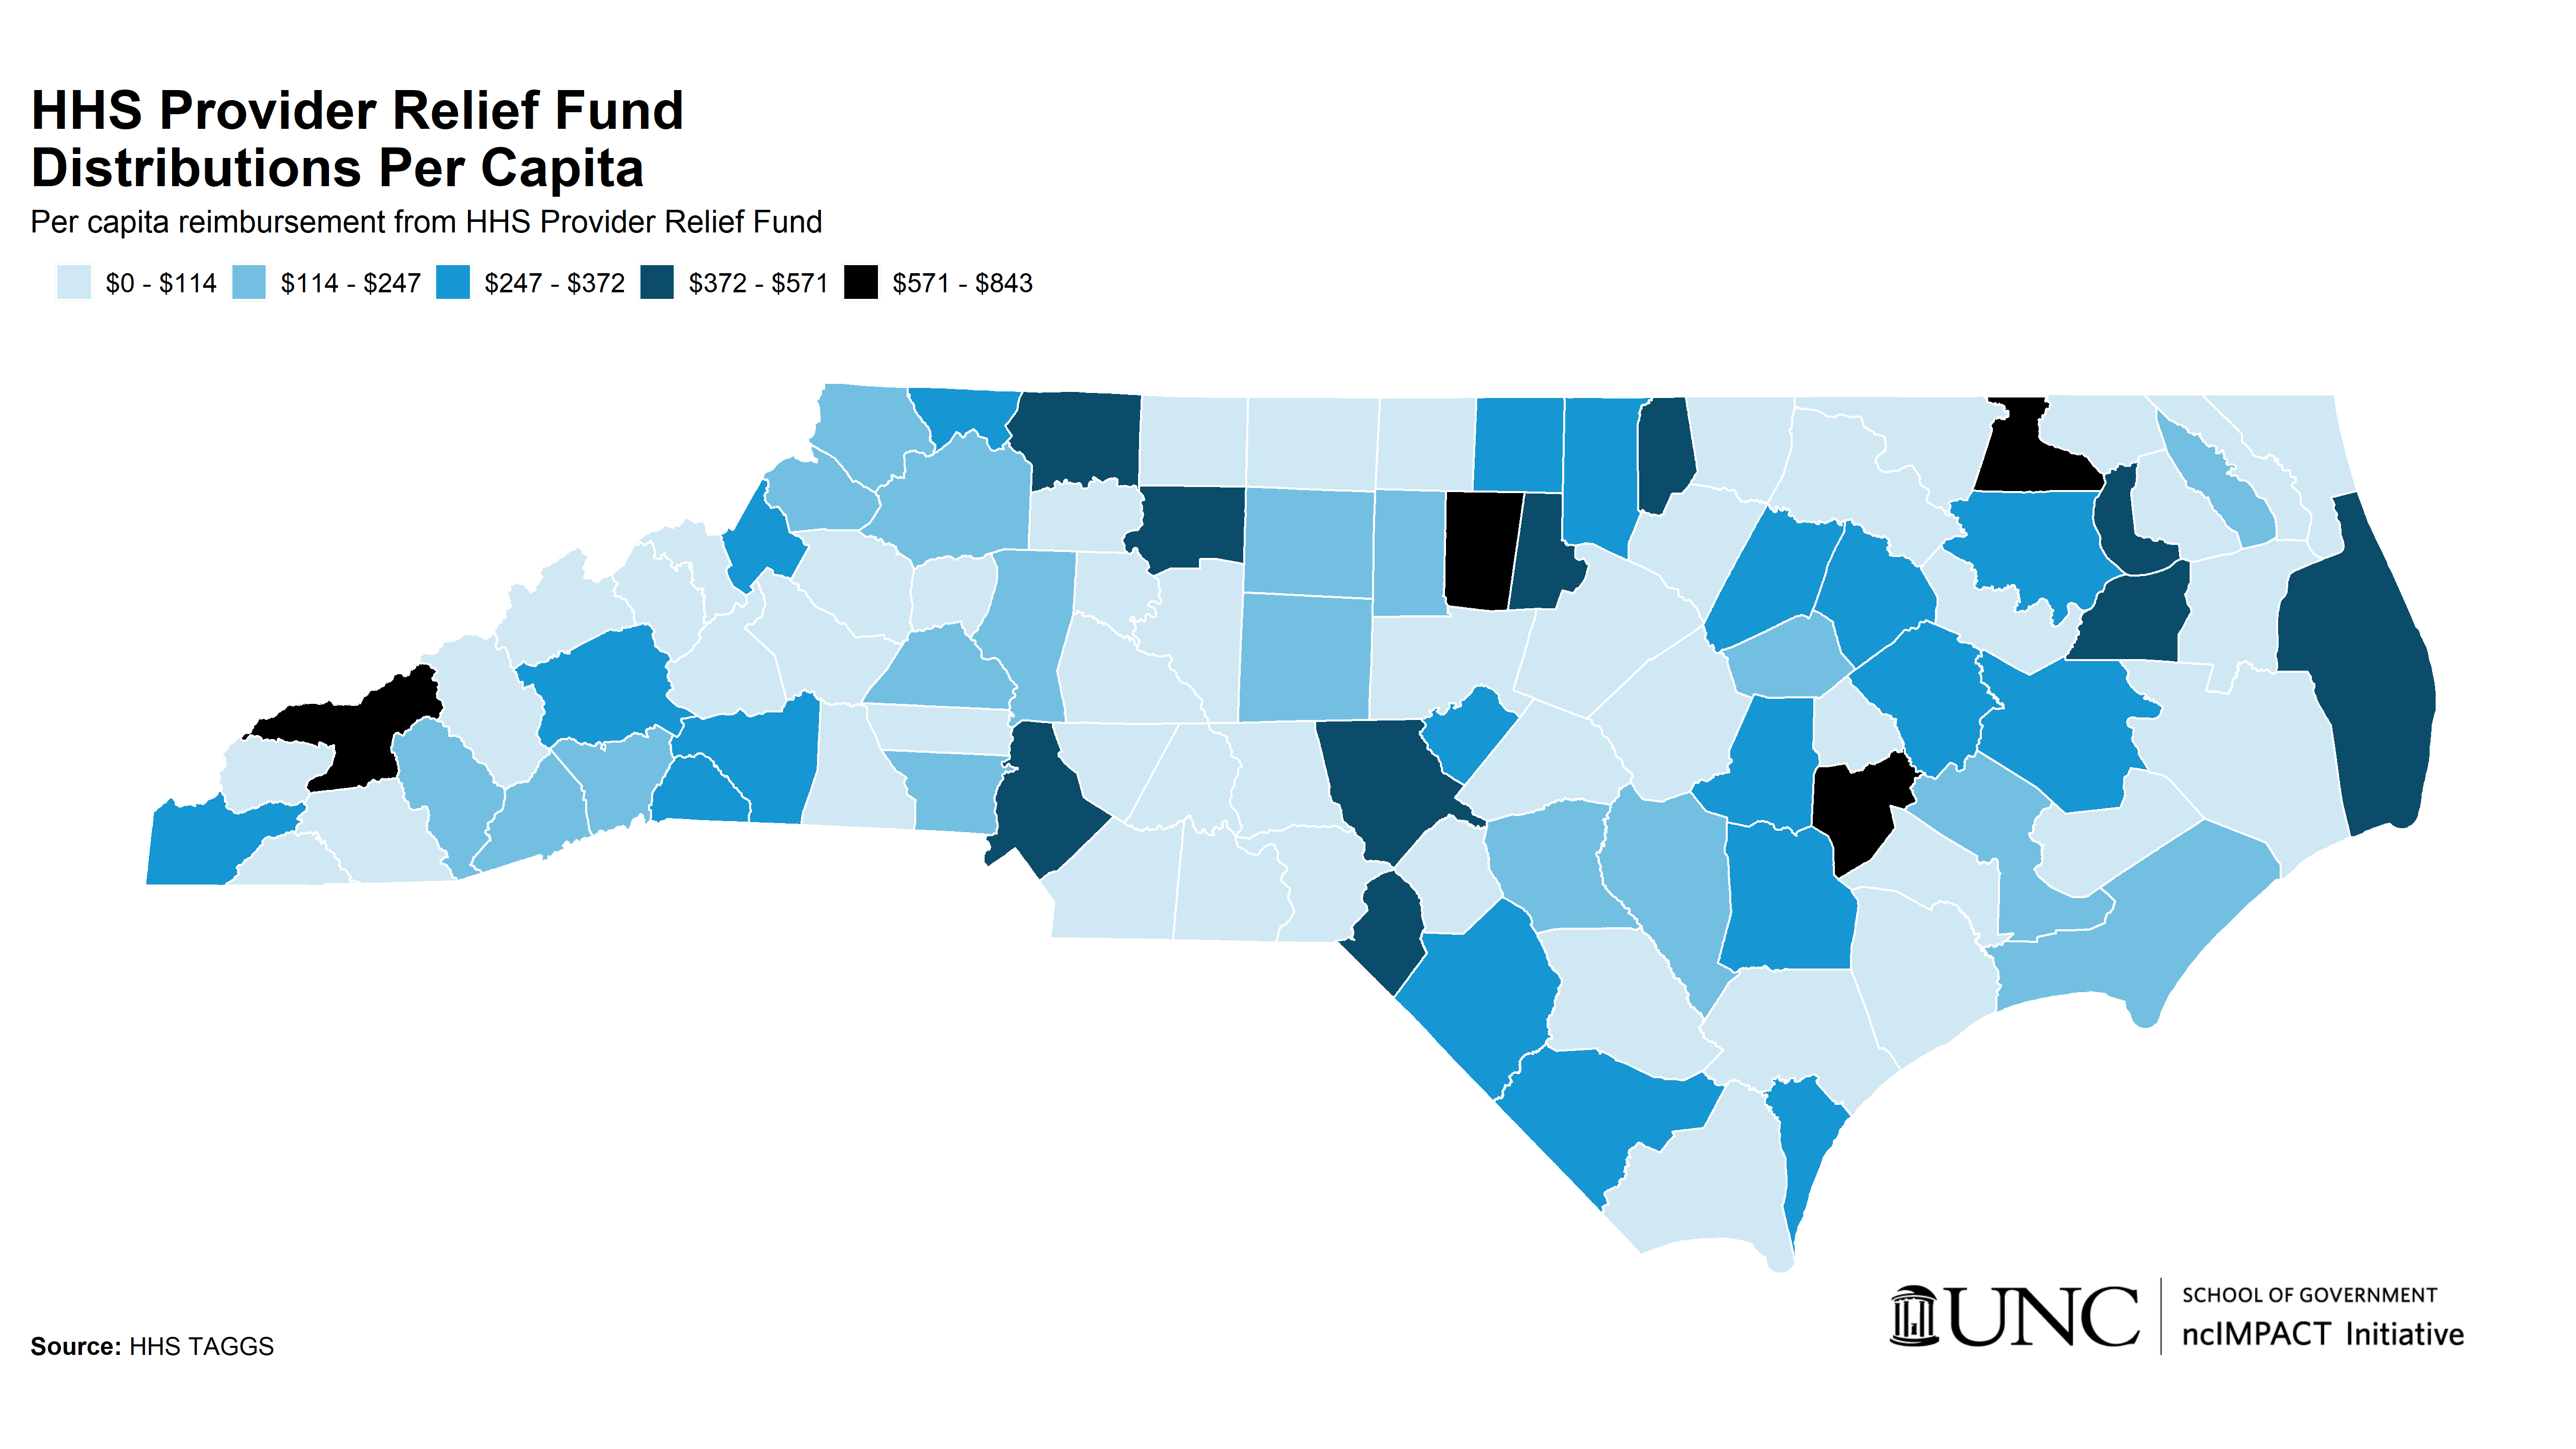 HHS Provider Relief Fund
Distributions Per Capita
Per capita reimbursement from HHS Provider Relief Fund
$0 - $114 $114 - $247 $247 - $372 $372 - $571 $571 - $843
UNC SCHOOL OF GOVERNMENT
ncIMPACT Initiative
Source: HHS TAGGS